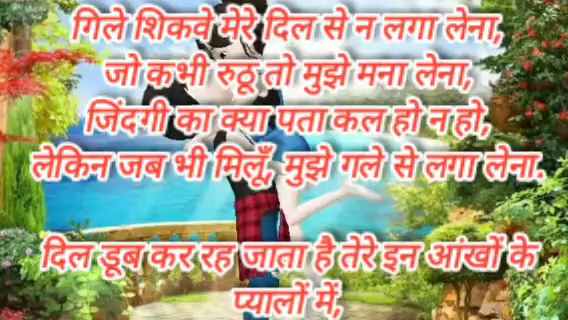 गिले शिकवे मेरे दिल से न लगा लेना,
जो कभी रुठू तो मुझे मना लेना,
जिंदगी का क्या पता कल हो न हो,
लेकिन जब भी मिलूँ, मुझे गले से लगा लेना.
दिल डूब कर रह जाता है तेरे इन आंखों के
प्यालों में,